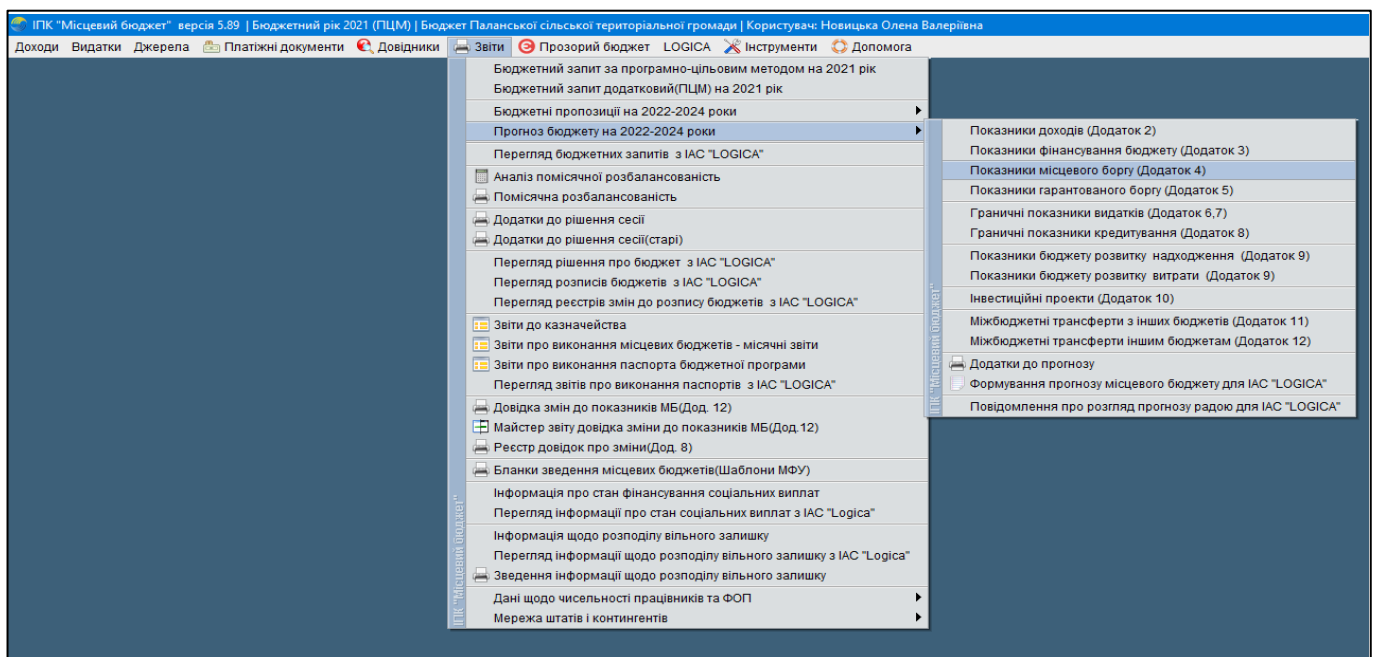 ІПК "Місцевий бюджет" версія 5.89 | Бюджетний рік 2021 (ПЦМ) | Бюджет Паланської сільської територіальної громади | Користувач: Новицька Олена Валеріївна
Доходи Видатки Джерела Платіжні документи Довідники Звіти Прозорий бюджет LOGICA Інструменти Допомога
Бюджетний запит за програмно-цільовим методом на 2021 рік
Бюджетний запит додатковий(ПЦМ) на 2021 рік
Бюджетні пропозиції на 2022-2024 роки
Прогноз бюджету на 2022-2024 роки
Перегляд бюджетних запитів з ІАС "LOGICA"
Аналіз помісячної розбалансованість
Помісячна розбалансованість
Додатки до рішення сесії
Додатки до рішення сесії(старі)
Перегляд рішення про бюджет з ІАС "LOGICA"
Перегляд розписів бюджетів з ІАС "LOGICA"
Перегляд реєстрів змін до розпису бюджетів з ІАС "LOGICA"
Звіти до казначейства
Звіти про виконання місцевих бюджетів - місячні звіти
Звіти про виконання паспорта бюджетної програми
Перегляд звітів про виконання паспортів з ІАС "LOGICA"
Довідка змін до показників МБ(Дод. 12)
Майстер звіту довідка зміни до показників МБ(Дод.12)
Реєстр довідок про зміни(Дод. 8)
Бланки зведення місцевих бюджетів(Шаблони МФУ)
Інформація про стан фінансування соціальних виплат
Перегляд інформації про стан соціальних виплат з ІАС "Logica"
Інформація щодо розподілу вільного залишку
Перегляд інформації щодо розподілу вільного залишку з ІАС "Logica"
Зведення інформації щодо розподілу вільного залишку
Дані щодо чисельності працівників та ФОП
Мережа штатів і контингентів
ІПК "Місцевий бюджет"
Показники доходів (Додаток 2)
Показники фінансування бюджету (Додаток 3)
Показники місцевого боргу (Додаток 4)
Показники гарантованого боргу (Додаток 5)
Граничні показники видатків (Додаток 6,7)
Граничні показники кредитування (Додаток 8)
Показники бюджету розвитку надходження (Додаток 9)
Показники бюджету розвитку витрати (Додаток 9)
Інвестиційні проекти (Додаток 10)
Міжбюджетні трансферти з інших бюджетів (Додаток 11)
Міжбюджетні трансферти іншим бюджетам (Додаток 12)
Додатки до прогнозу
Формування прогнозу місцевого бюджету для ІАС "LOGICA"
Повідомлення про розгляд прогнозу радою для ІАС "LOGICA"
ІПК "Місцевий бюджет"